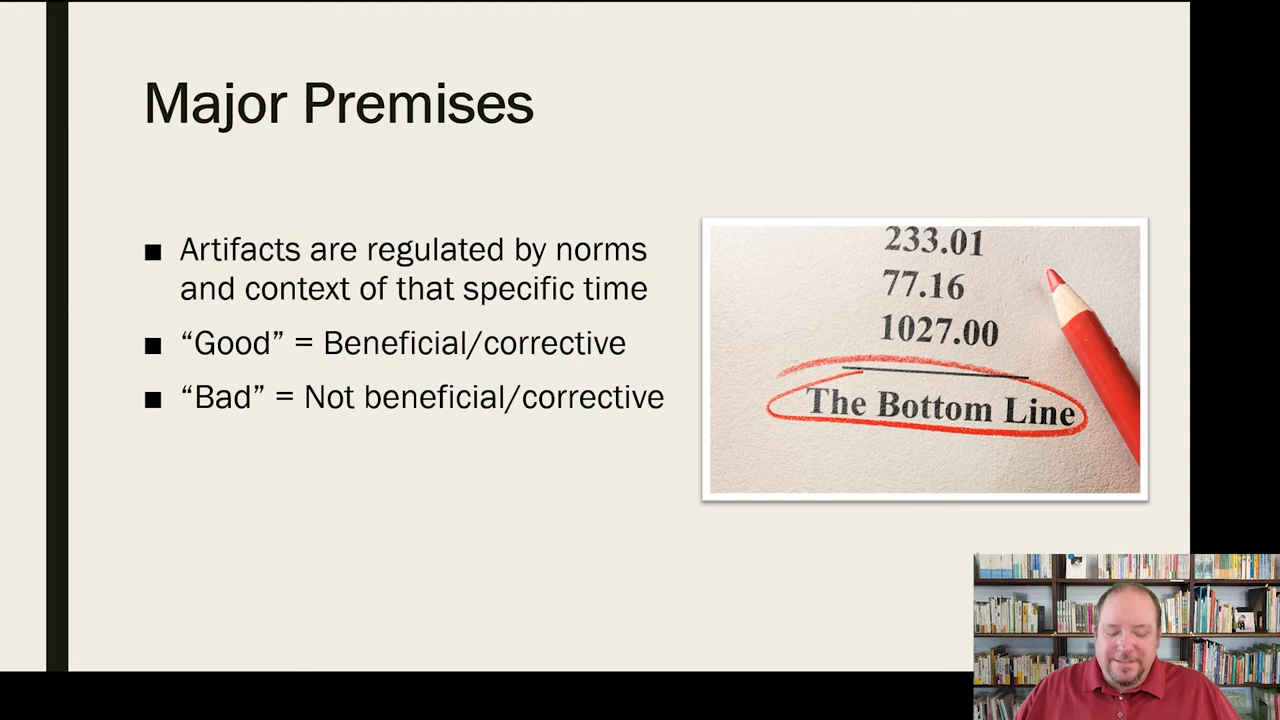 Major Premises
■ Artifacts are regulated by norms
and context of that specific time
■ “Good” = Beneficial/corrective
■ “Bad” = Not beneficial/corrective
233.01
77.16
1027.00
The Bottom Line